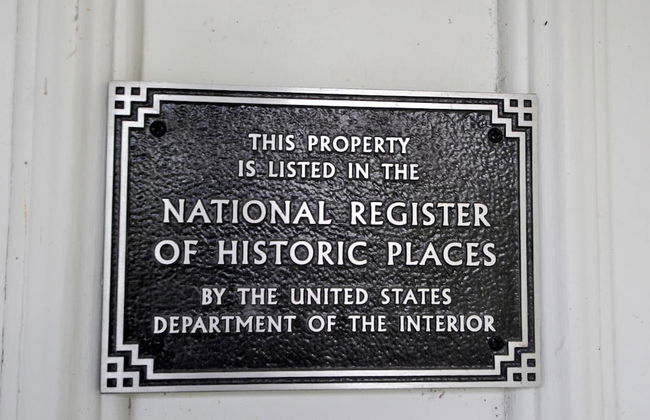 THIS PROPERTY
IS LISTED IN THE
NATIONAL REGISTER
OF HISTORIC PLACES
BY THE UNITED STATES
DEPARTMENT OF THE INTERIOR